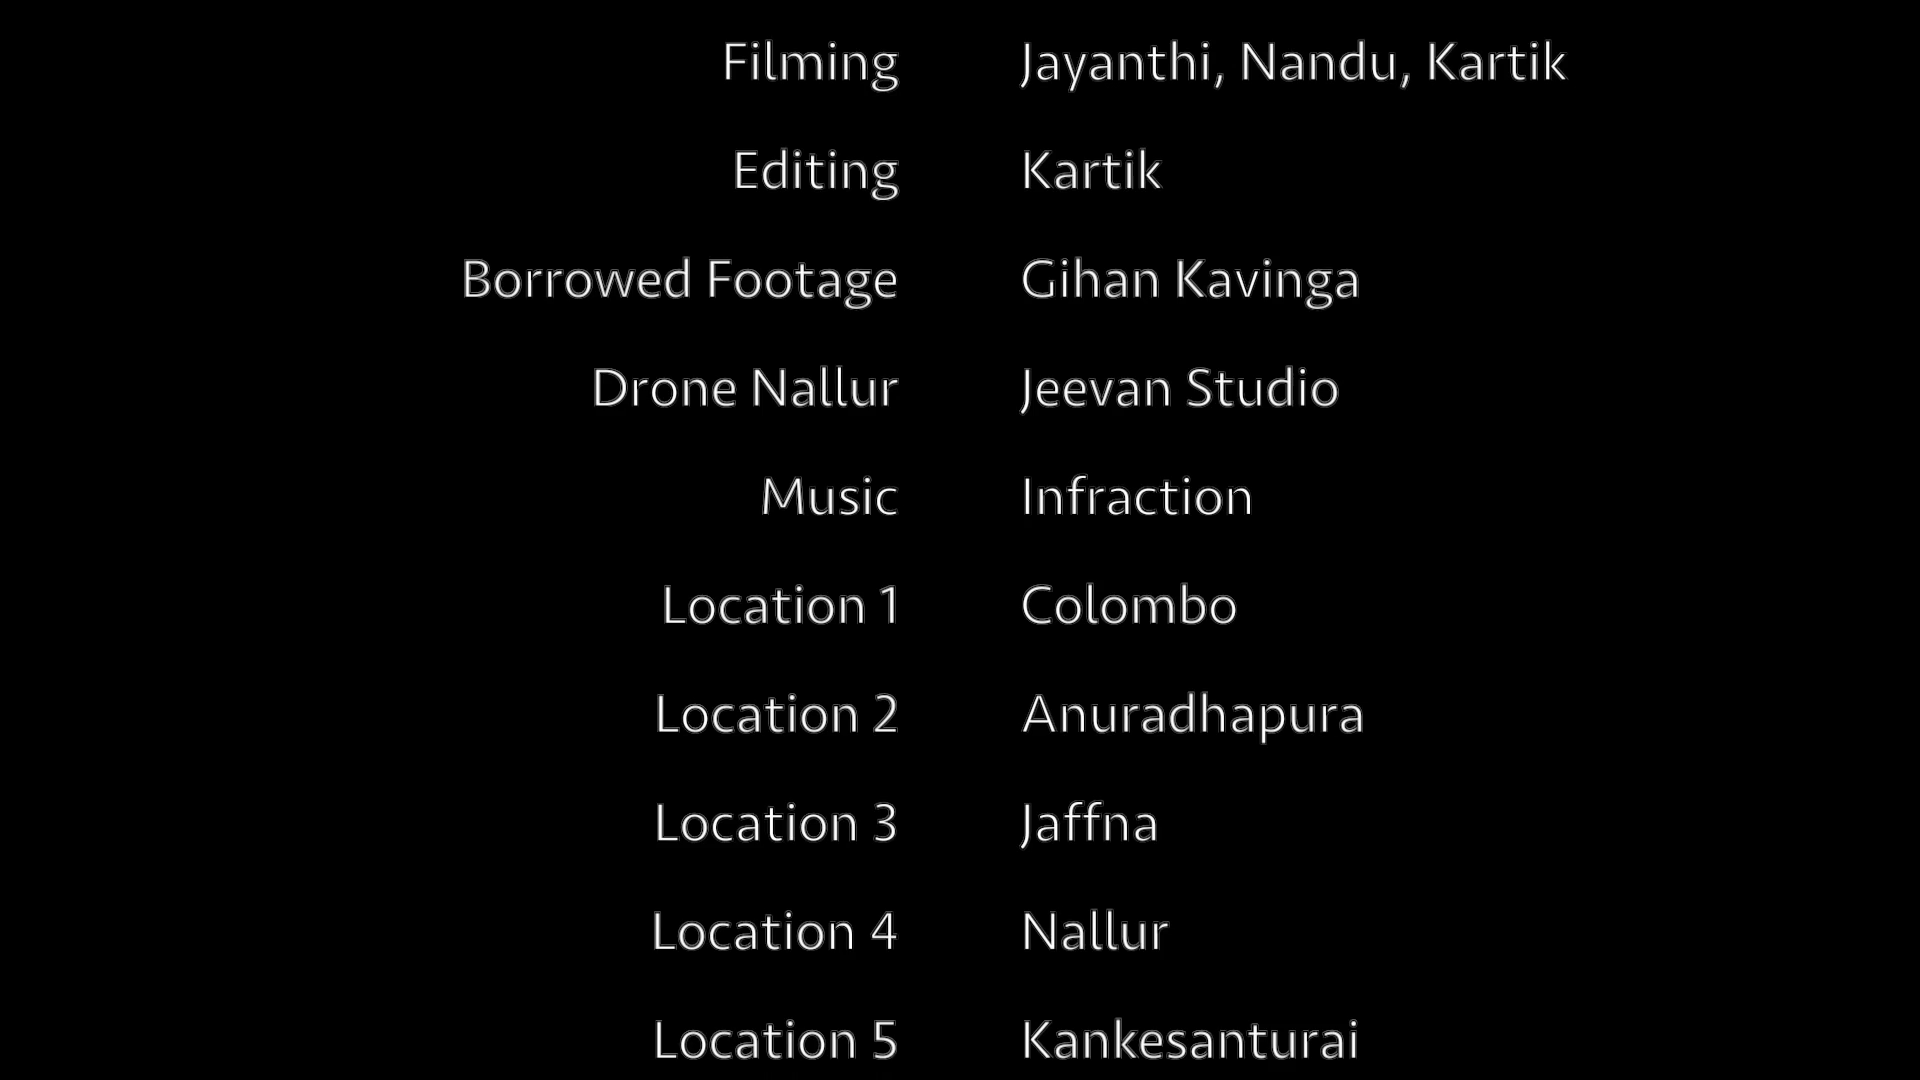 Filming Jayanthi, Nandu, Kartik
Editing Kartik
Borrowed Footage Gihan Kavinga
Drone Nallur Jeevan Studio
Music Infraction
Location 1 Colombo
Location 2 Anuradhapura
Location 3 Jaffna
Location 4 Nallur
Location 5 Kankesanturai